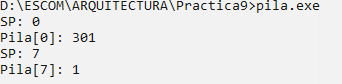 D:\ESCOM\ARQUITECTURA\Practica9>pila.exe
SP: 0
Pila[0]: 301
SP: 7
Pila[7]: 1